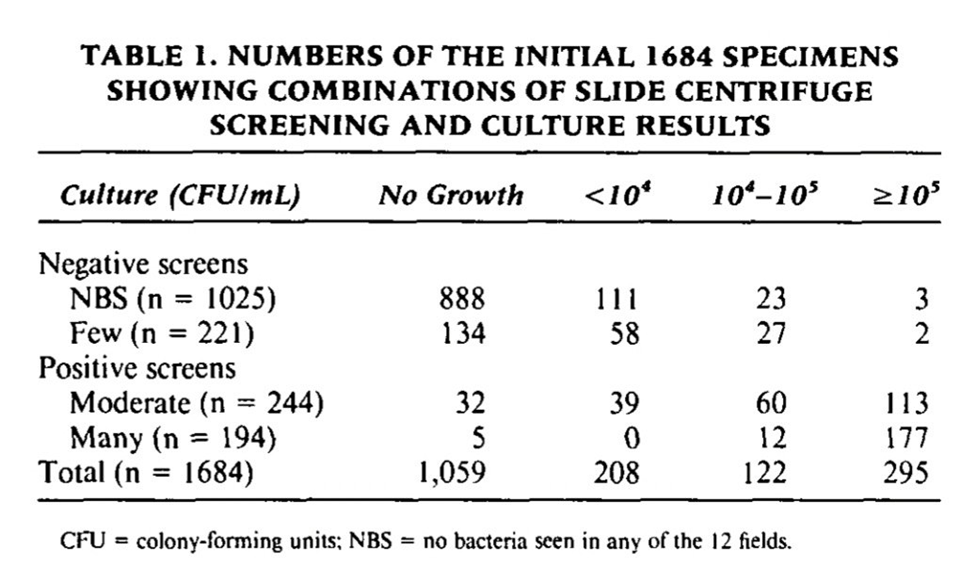 TABLE 1. NUMBERS OF THE INITIAL 1684 SPECIMENS
SHOWING COMBINATIONS OF SLIDE CENTRIFUGE
SCREENING AND CULTURE RESULTS
Culture (CFU/mL) No Growth <10⁴ 10⁴–10⁵ ≥10⁵
Negative screens
NBS (n = 1025) 888 111 23 3
Few (n = 221) 134 58 27 2
Positive screens
Moderate (n = 244) 32 39 60 113
Many (n = 194) 5 0 12 177
Total (n = 1684) 1,059 208 122 295
CFU = colony-forming units; NBS = no bacteria seen in any of the 12 fields.